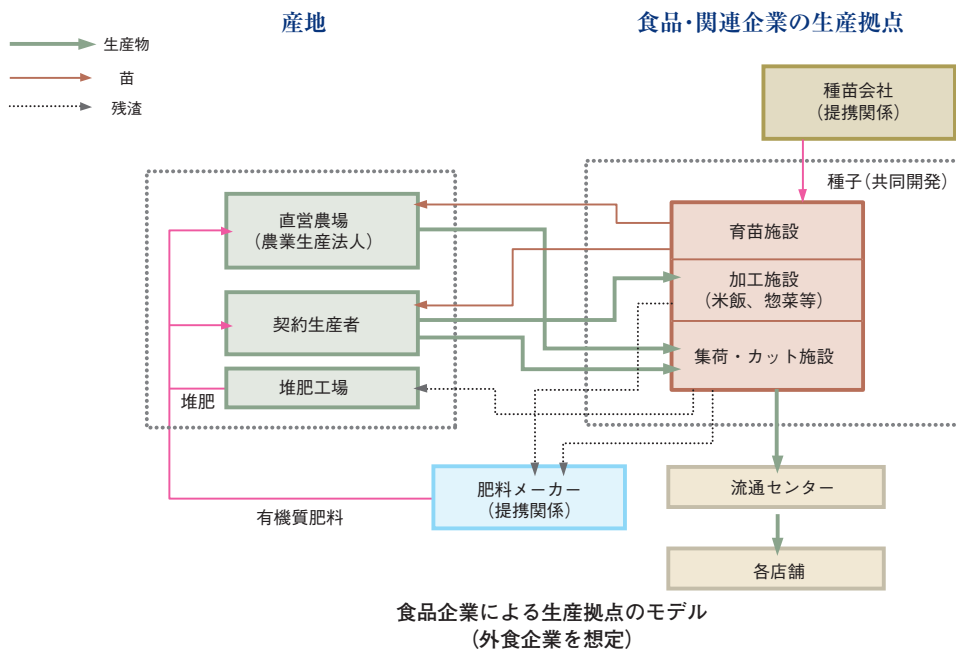 産地
食品・関連企業の生産拠点
生産物
苗
残渣
種苗会社
（提携関係）
種子（共同開発）
直営農場
（農業生産法人）
育苗施設
加工施設
（米飯、惣菜等）
契約生産者
集荷・カット施設
堆肥工場
堆肥
肥料メーカー
（提携関係）
有機質肥料
流通センター
各店舗
食品企業による生産拠点のモデル
（外食企業を想定）